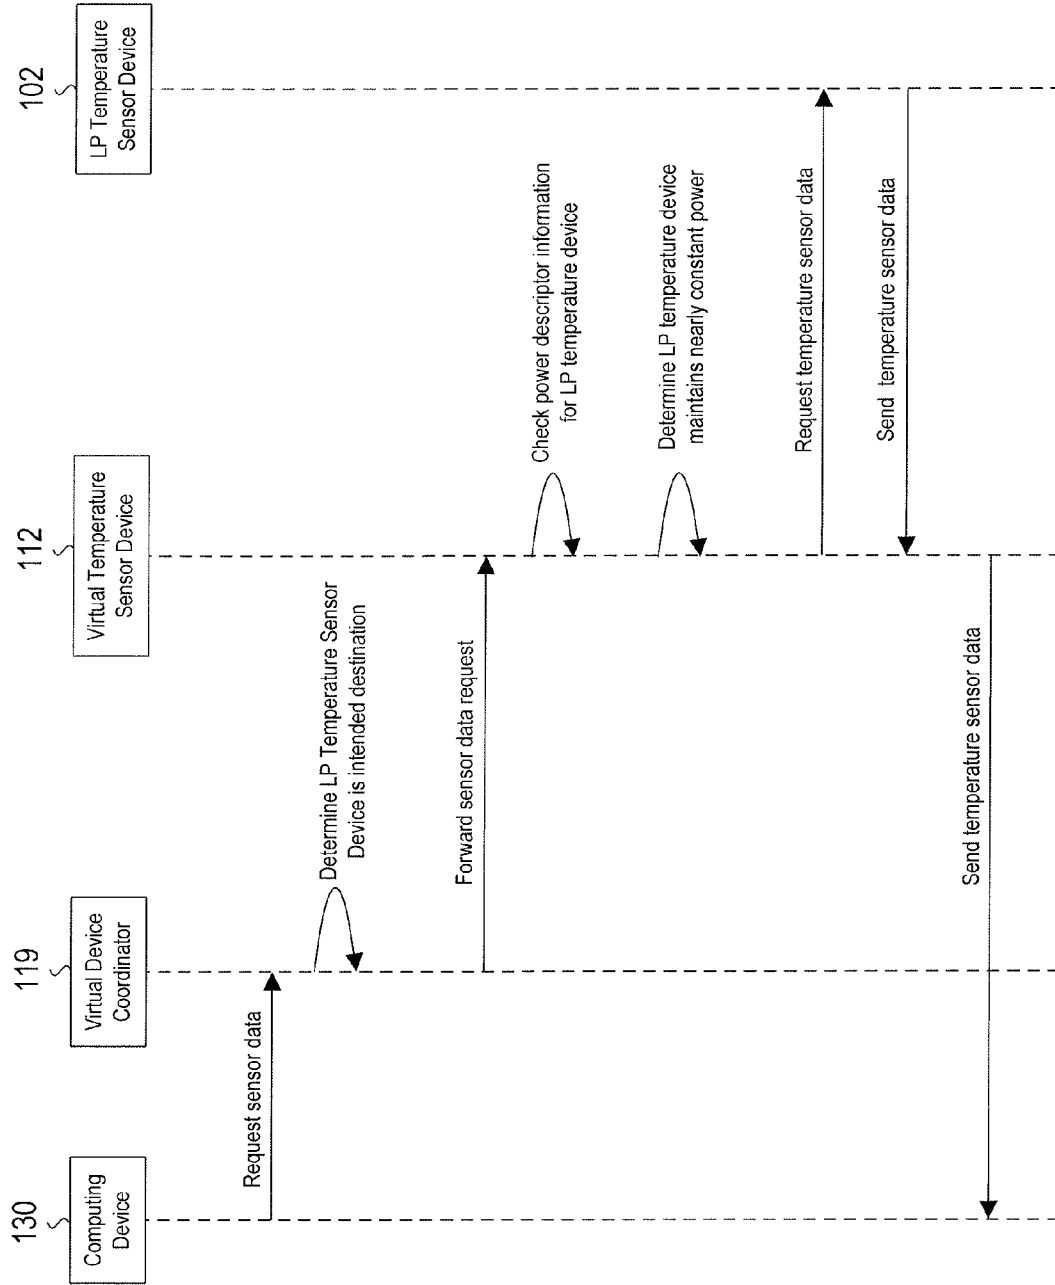 130
Computing
Device
119
Virtual Device
Coordinator
112
Virtual Temperature
Sensor Device
102
LP Temperature
Sensor Device
Request sensor data
Determine LP Temperature Sensor
Device is intended destination
Forward sensor data request
Check power descriptor information
for LP temperature device
Determine LP temperature device
maintains nearly constant power
Request temperature sensor data
Send temperature sensor data
Send temperature sensor data